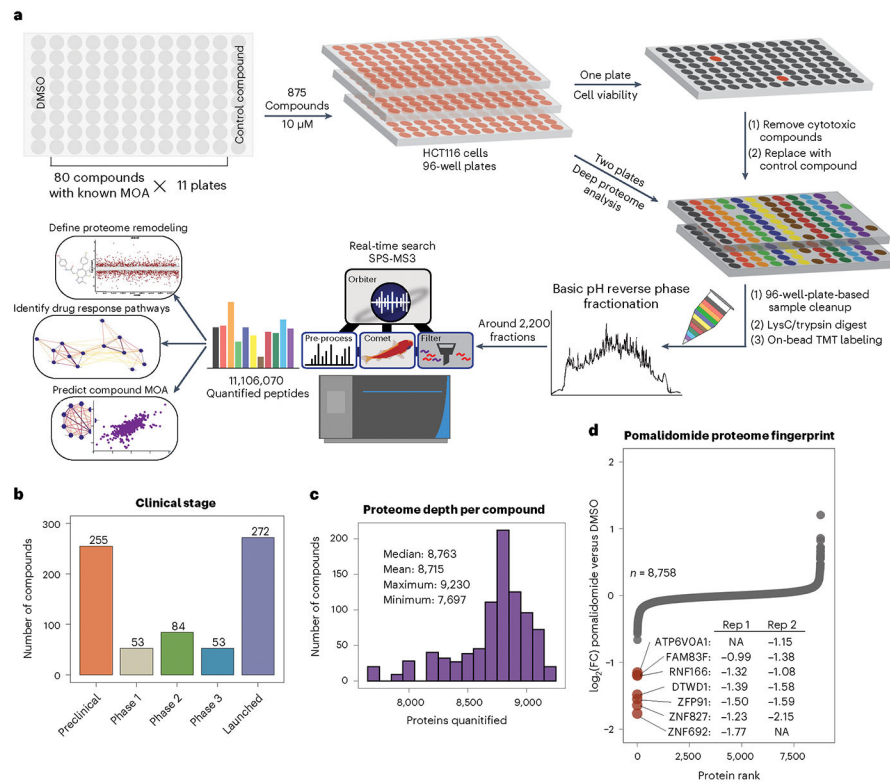 a
DMSO
Control compound
80 compounds
with known MOA
× 11 plates
875
Compounds
10 µM
HCT116 cells
96-well plates
One plate
Cell viability
(1) Remove cytotoxic
compounds
(2) Replace with
control compound
Two plates
Deep proteome
analysis
(1) 96-well-plate-based
sample cleanup
(2) LysC/trypsin digest
(3) On-bead TMT labeling
Basic pH reverse phase
fractionation
Around 2,200
fractions
Real-time search
SPS-MS3
Orbiter
Pre-process
Comet
Filter
11,106,070
Quantified peptides
Define proteome remodeling
Identify drug response pathways
Predict compound MOA
b
Clinical stage
Number of compounds
300
200
100
0
255
53
84
53
272
Preclinical
Phase 1
Phase 2
Phase 3
Launched
c
Proteome depth per compound
Number of compounds
200
150
100
50
0
Median: 8,763
Mean: 8,715
Maximum: 9,230
Minimum: 7,697
8,000
8,500
9,000
Proteins quantified
d
Pomalidomide proteome fingerprint
log2(FC) pomalidomide versus DMSO
2
1
0
−1
−2
n = 8,758
Rep 1 Rep 2
ATP6V0A1: NA −1.15
FAM83F: −0.99 −1.38
RNF166: −1.32 −1.08
DTWD1: −1.39 −1.58
ZFP91: −1.50 −1.59
ZNF827: −1.23 −2.15
ZNF692: −1.77 NA
0
2,500
5,000
7,500
Protein rank